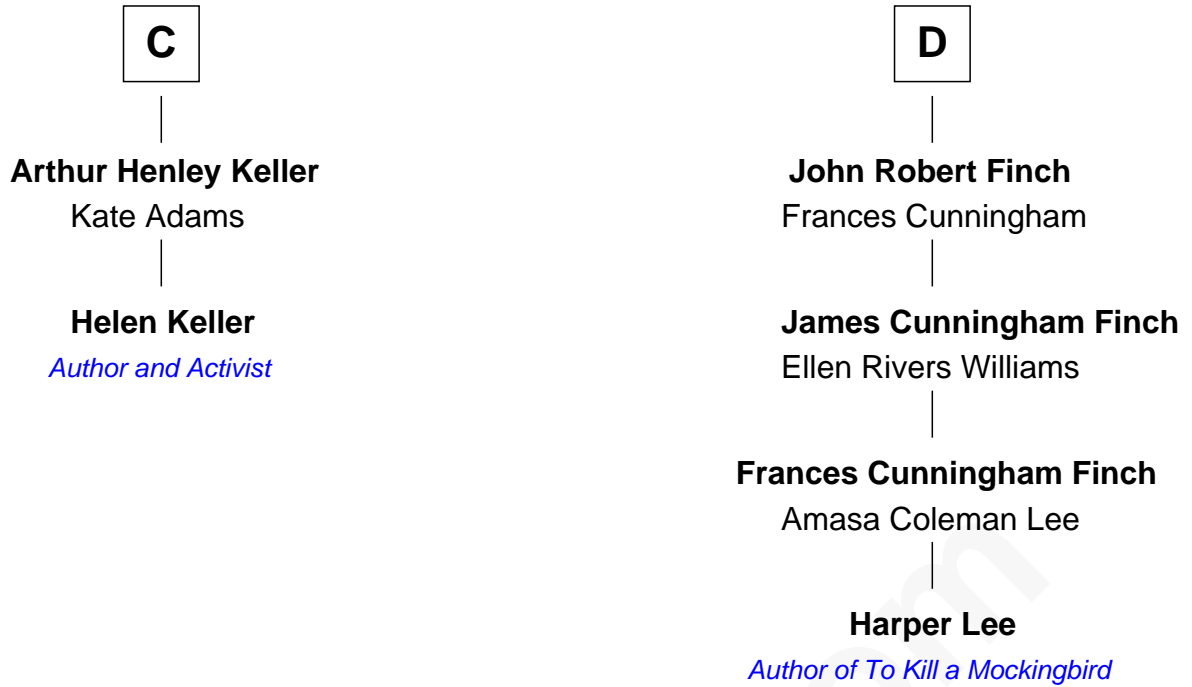 C
Arthur Henley Keller
Kate Adams
Helen Keller
Author and Activist
D
John Robert Finch
Frances Cunningham
James Cunningham Finch
Ellen Rivers Williams
Frances Cunningham Finch
Amasa Coleman Lee
Harper Lee
Author of To Kill a Mockingbird